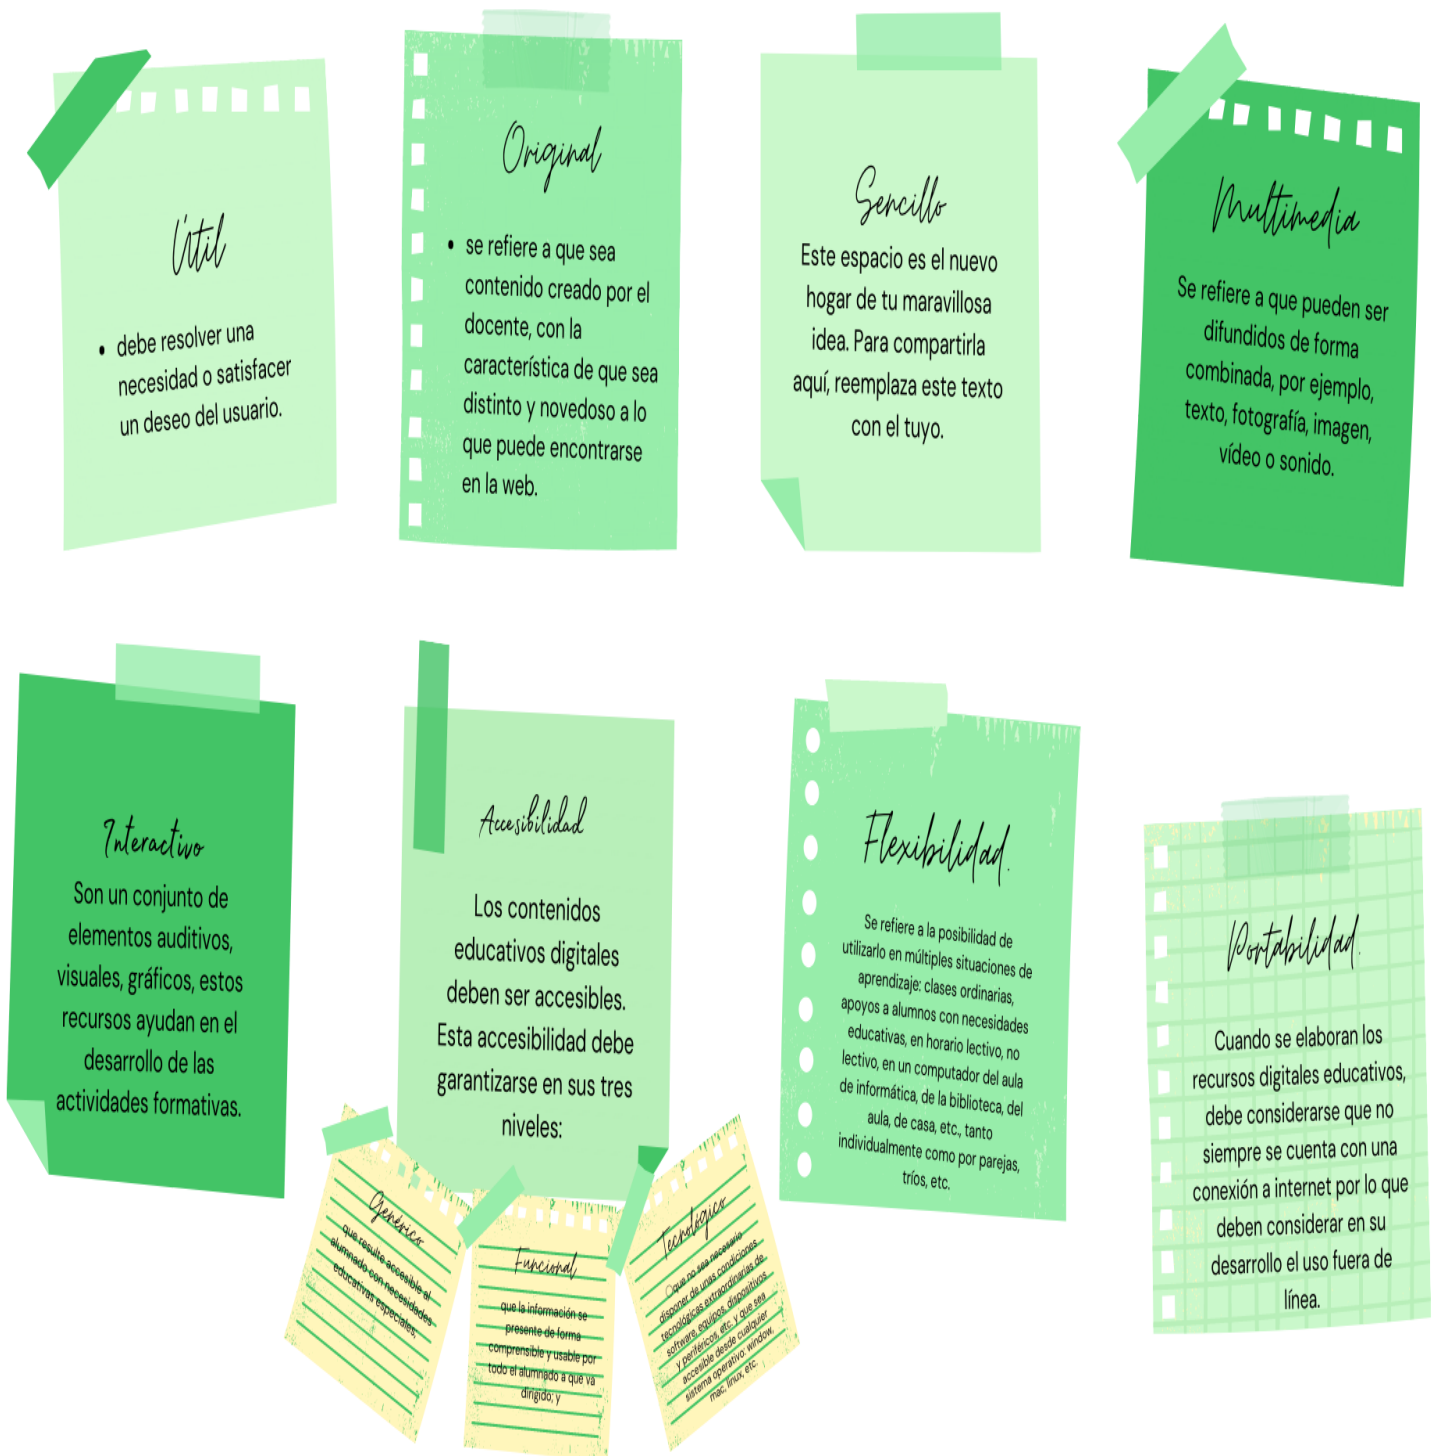 Útil
• debe resolver una
necesidad o satisfacer
un deseo del usuario.
Original
• se refiere a que sea
contenido creado por el
docente, con la
característica de que sea
distinto y novedoso a lo
que puede encontrarse
en la web.
Sencillo
Este espacio es el nuevo
hogar de tu maravillosa
idea. Para compartirla
aquí, reemplaza este texto
con el tuyo.
Multimedia
Se refiere a que pueden ser
difundidos de forma
combinada, por ejemplo,
texto, fotografía, imagen,
vídeo o sonido.
Interactivo
Son un conjunto de
elementos auditivos,
visuales, gráficos, estos
recursos ayudan en el
desarrollo de las
actividades formativas.
Accesibilidad
Los contenidos
educativos digitales
deben ser accesibles.
Esta accesibilidad debe
garantizarse en sus tres
niveles:
Genérico
que resulte accesible al
alumnado con necesidades
educativas especiales;
Funcional
que la información se
presente de forma
comprensible y usable por
todo el alumnado a que va
dirigido; y
Tecnológico
que no sea necesario
disponer de unas condiciones
tecnológicas extraordinarias de
software, equipos, dispositivos
y periféricos, etc. y que sea
accesible desde cualquier
sistema operativo: window,
mac, linux, etc.
Flexibilidad.
Se refiere a la posibilidad de
utilizarlo en múltiples situaciones de
aprendizaje: clases ordinarias,
apoyos a alumnos con necesidades
educativas, en horario lectivo, no
lectivo, en un computador del aula
de informática, de la biblioteca, del
aula, de casa, etc., tanto
individualmente como por parejas,
tríos, etc.
Portabilidad.
Cuando se elaboran los
recursos digitales educativos,
debe considerarse que no
siempre se cuenta con una
conexión a internet por lo que
deben considerar en su
desarrollo el uso fuera de
línea.